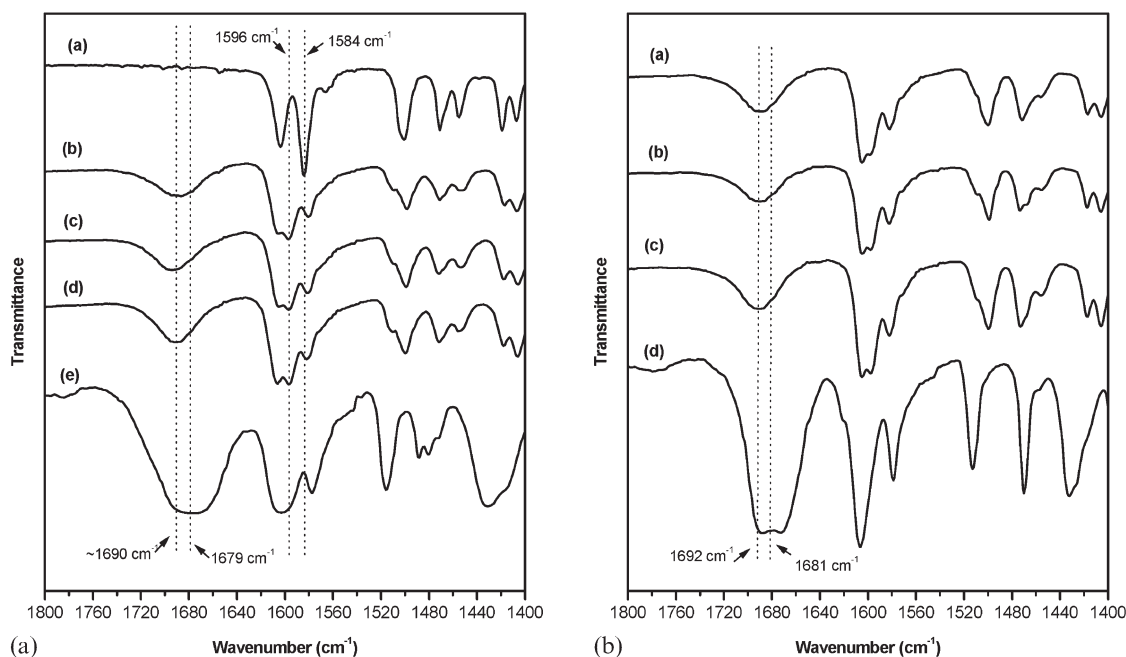 1596 cm⁻¹ 1584 cm⁻¹
(a)
(b)
(c)
(d)
(e)
~1690 cm⁻¹ 1679 cm⁻¹
Transmittance
1800 1760 1720 1680 1640 1600 1560 1520 1480 1440 1400
Wavenumber (cm⁻¹)
(a)
(a)
(b)
(c)
(d)
1692 cm⁻¹ 1681 cm⁻¹
Transmittance
1800 1760 1720 1680 1640 1600 1560 1520 1480 1440 1400
Wavenumber (cm⁻¹)
(b)